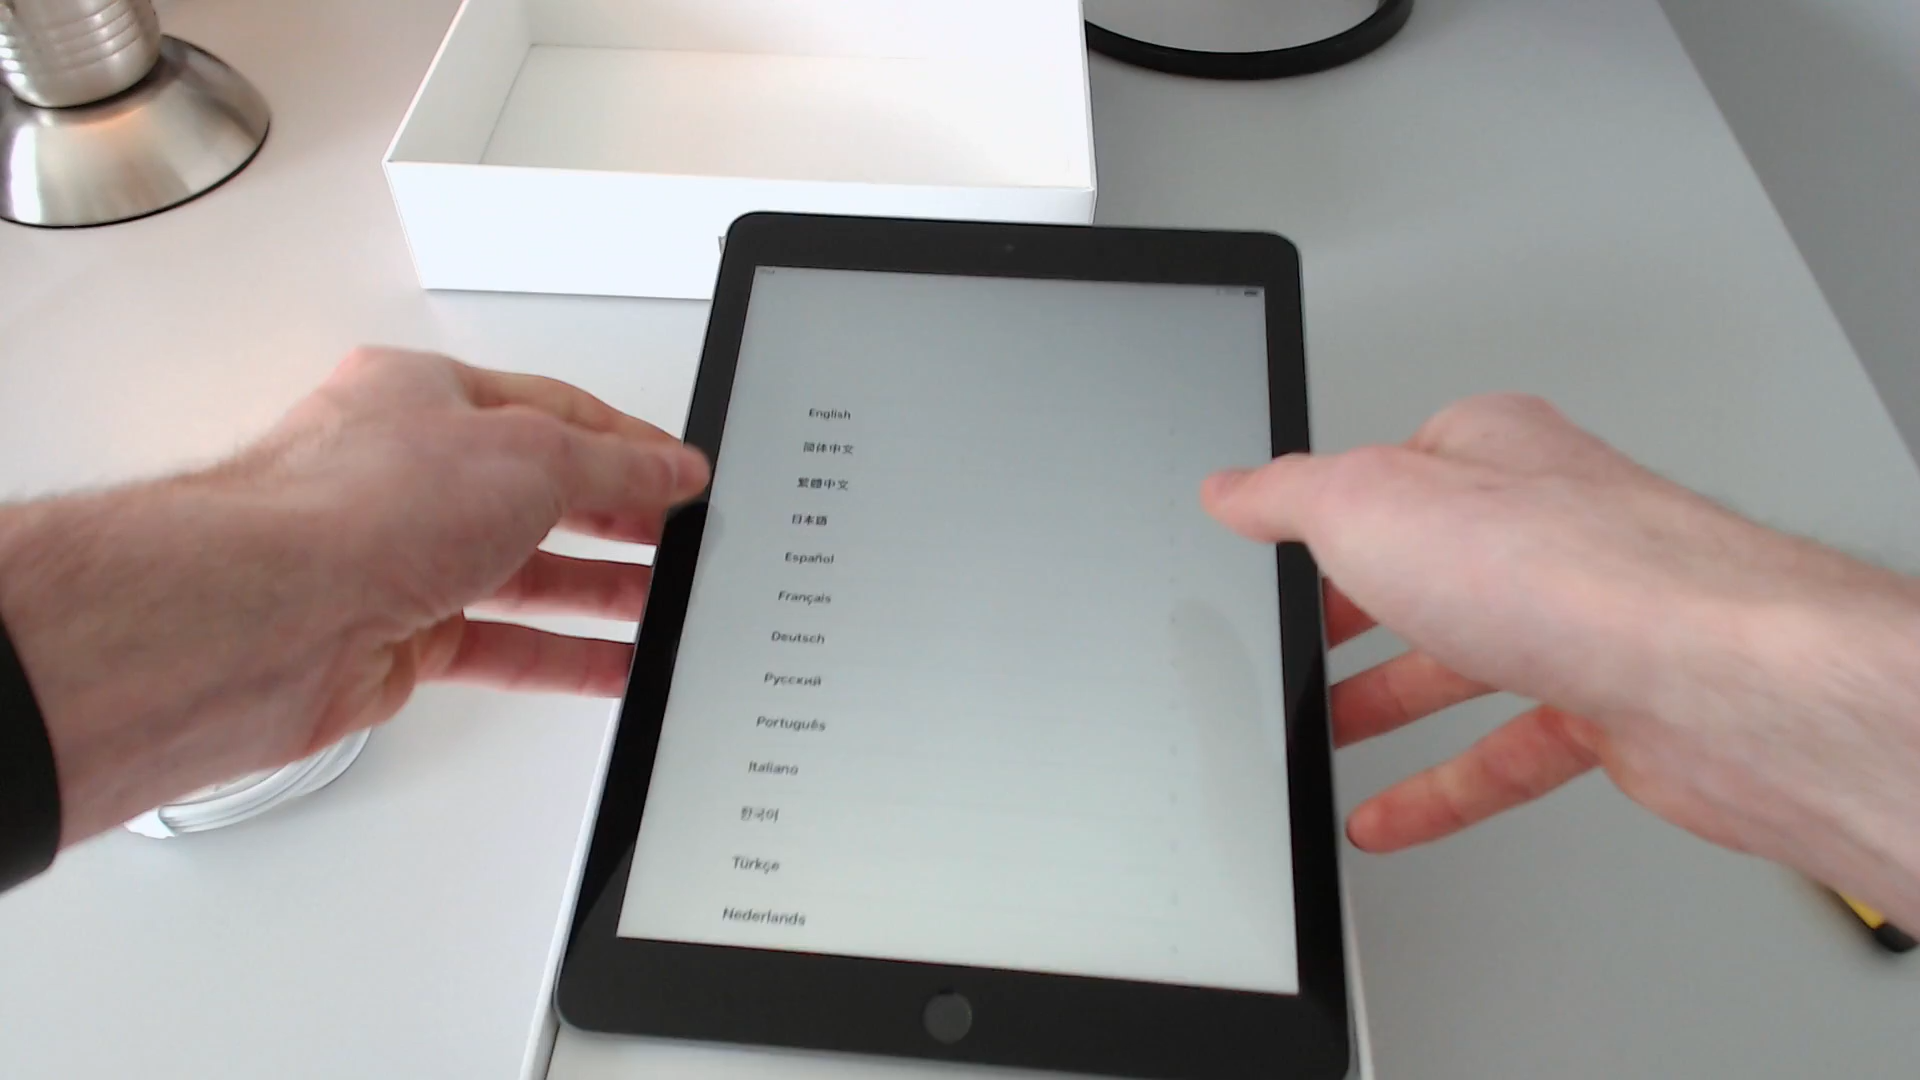 English
简体中文
繁體中文
日本語
Español
Français
Deutsch
Русский
Português
Italiano
한국어
Türkçe
Nederlands